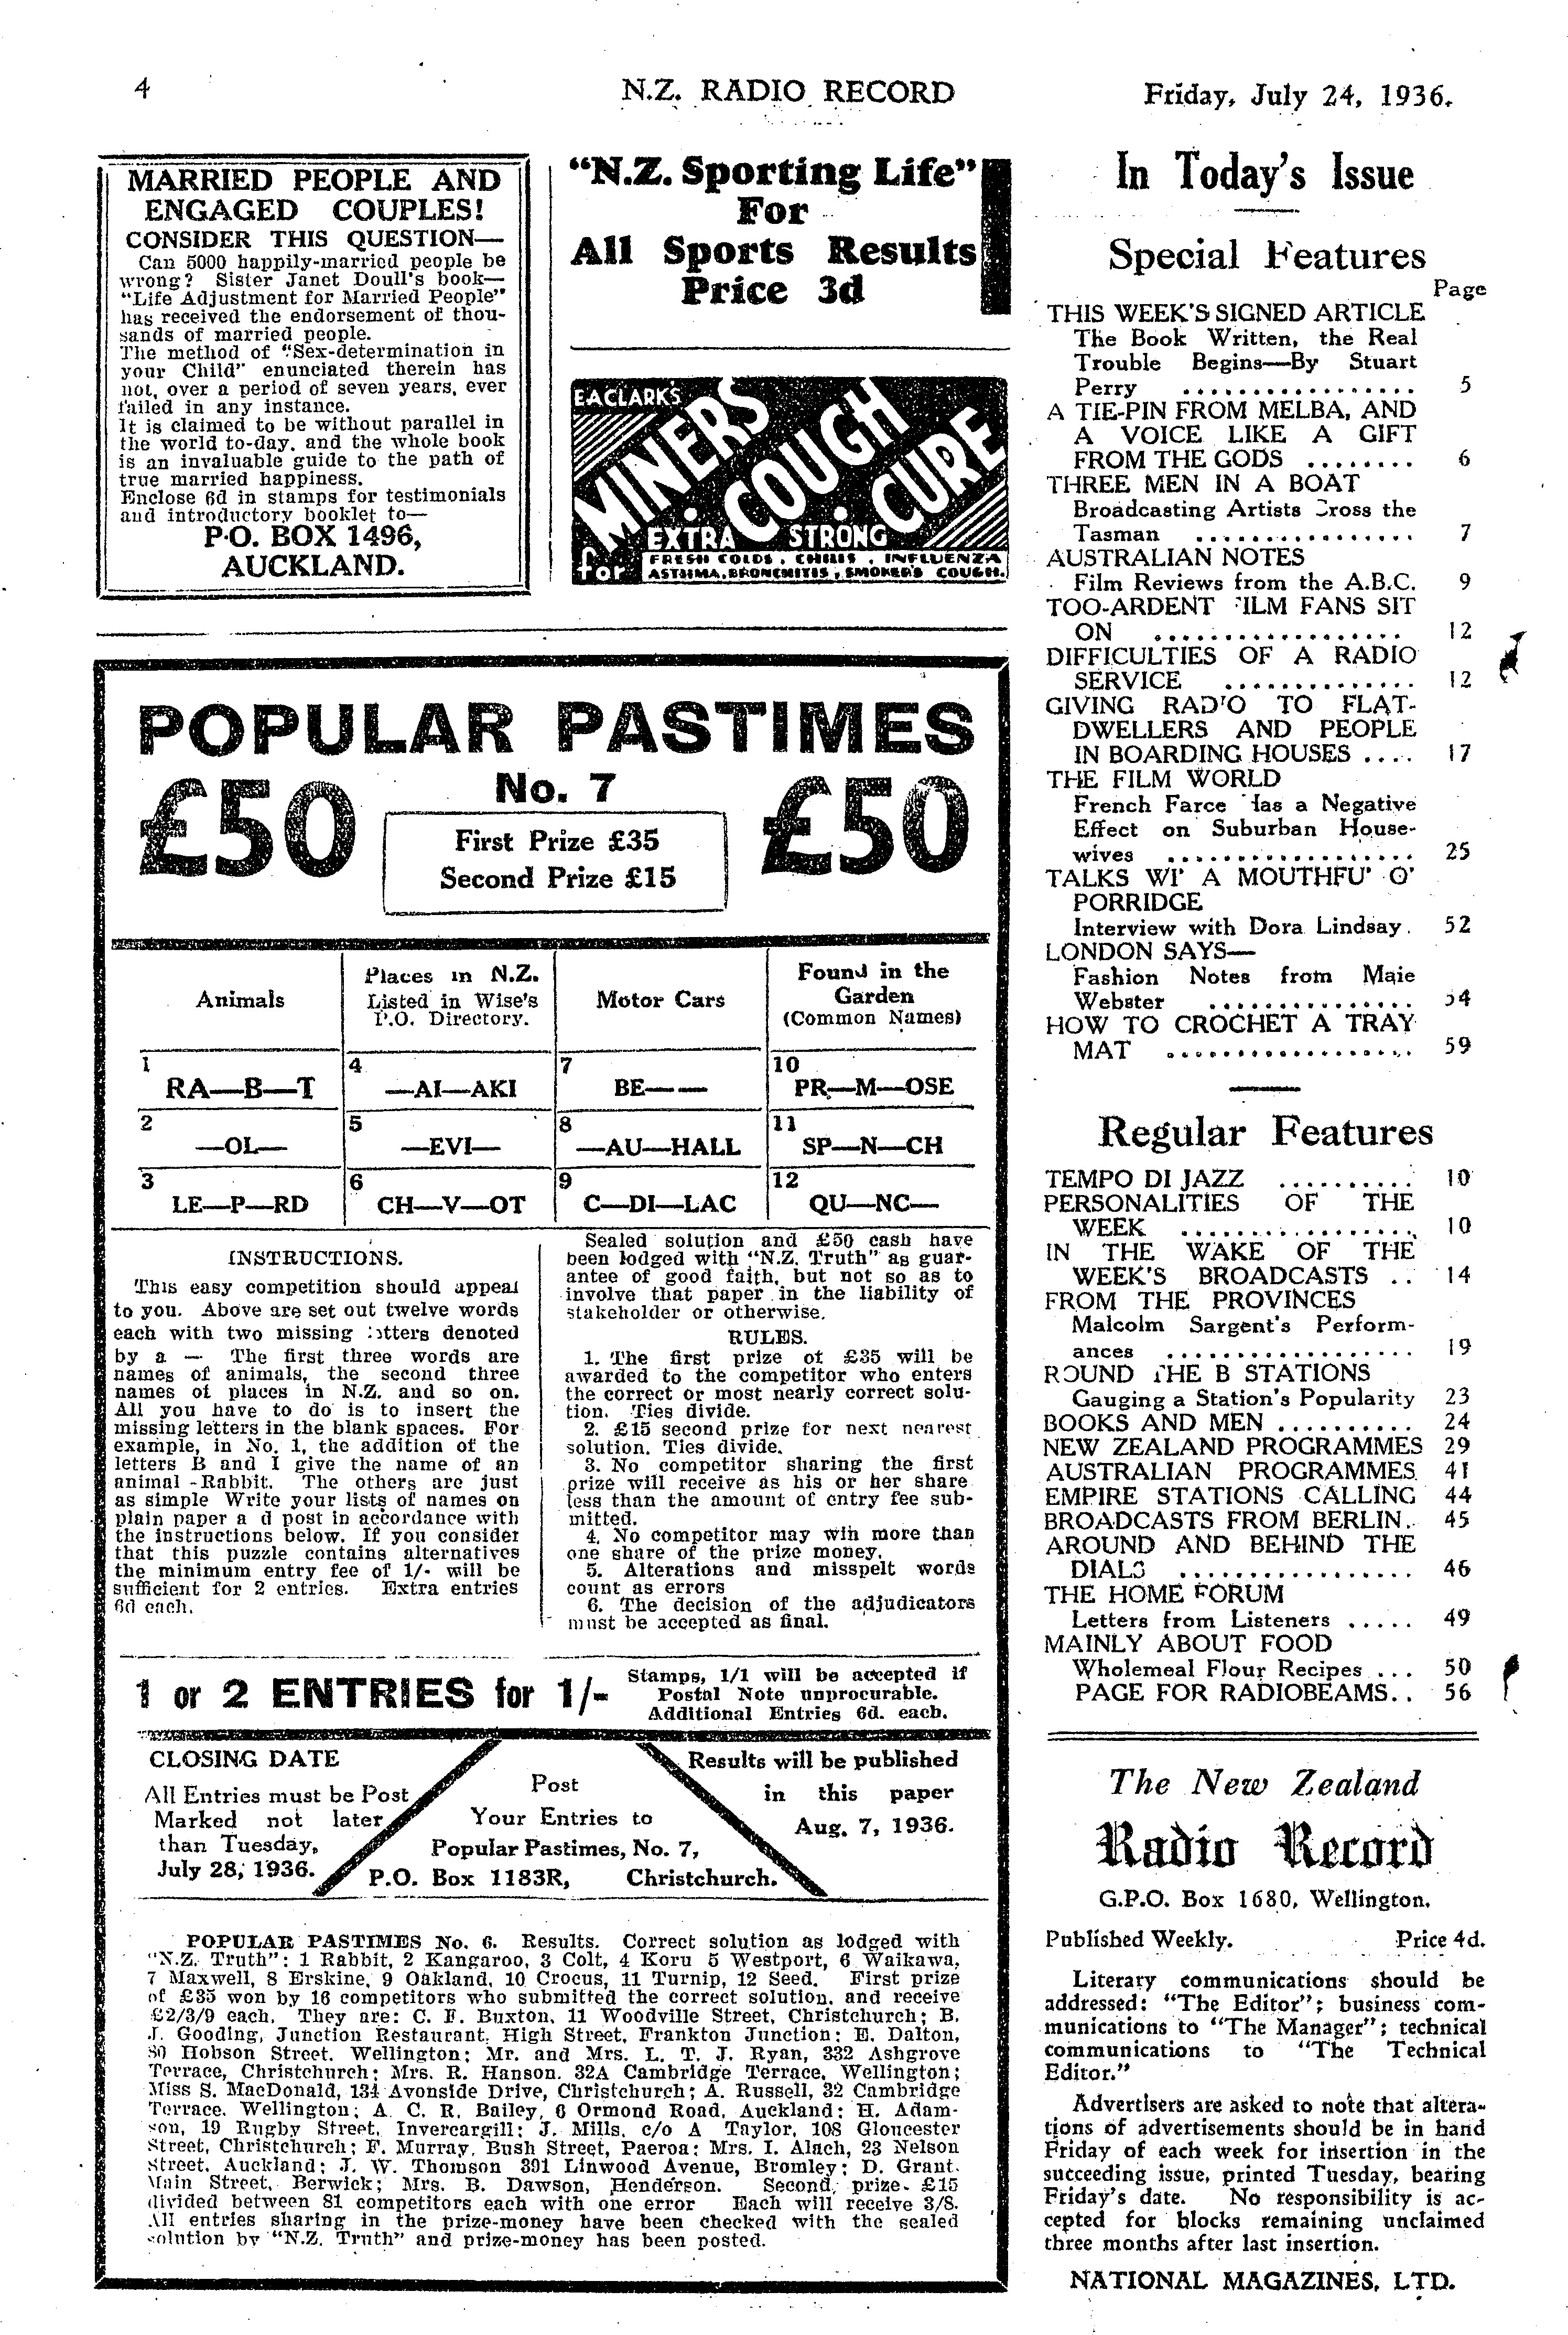 4
N.Z. RADIO RECORD
Friday, July 24, 1936.
MARRIED PEOPLE AND
ENGAGED COUPLES!
CONSIDER THIS QUESTION—
Can 5000 happily-married people be
wrong? Sister Janet Doull's book—
"Life Adjustment for Married People"
has received the endorsement of thou-
sands of married people.
The method of "Sex-determination in
your Child" enunciated therein has
not, over a period of seven years, ever
failed in any instance.
It is claimed to be without parallel in
the world to-day, and the whole book
is an invaluable guide to the path of
true married happiness.
Enclose 6d in stamps for testimonials
and introductory booklet to—
P.O. BOX 1496,
AUCKLAND.
"N.Z. Sporting Life"
For
All Sports Results
Price 3d
E.A. CLARK'S
MINERS
COUGH
CURE
EXTRA STRONG
for FRESH COLDS, CHILLS, INFLUENZA
ASTHMA, BRONCHITIS, SMOKER'S COUGH.
POPULAR PASTIMES
£50
No. 7
£50
First Prize £35
Second Prize £15
Animals
Places in N.Z.
Listed in Wise's
P.O. Directory.
Motor Cars
Found in the
Garden
(Common Names)
1
RA—B—T
4
—AI—AKI
7
BE— —
10
PR—M—OSE
2
—OL—
5
—EVI—
8
—AU—HALL
11
SP—N—CH
3
LE—P—RD
6
CH—V—OT
9
C—DI—LAC
12
QU—NC—
INSTRUCTIONS.
This easy competition should appeal
to you. Above are set out twelve words
each with two missing letters denoted
by a — The first three words are
names of animals, the second three
names of places in N.Z. and so on.
All you have to do is to insert the
missing letters in the blank spaces. For
example, in No. 1, the addition of the
letters B and I give the name of an
animal -Rabbit. The others are just
as simple Write your lists of names on
plain paper a d post in accordance with
the instructions below. If you consider
that this puzzle contains alternatives
the minimum entry fee of 1/- will be
sufficient for 2 entries. Extra entries
6d each.
Sealed solution and £50 cash have
been lodged with "N.Z. Truth" as guar-
antee of good faith, but not so as to
involve that paper in the liability of
stakeholder or otherwise.
RULES.
1. The first prize of £35 will be
awarded to the competitor who enters
the correct or most nearly correct solu-
tion. Ties divide.
2. £15 second prize for next nearest
solution. Ties divide.
3. No competitor sharing the first
prize will receive as his or her share
less than the amount of entry fee sub-
mitted.
4. No competitor may win more than
one share of the prize money.
5. Alterations and misspelt words
count as errors
6. The decision of the adjudicators
must be accepted as final.
1 or 2 ENTRIES for 1/-
Stamps, 1/1 will be accepted if
Postal Note unprocurable.
Additional Entries 6d. each.
CLOSING DATE
All Entries must be Post
Marked not later
than Tuesday,
July 28, 1936.
Post
Your Entries to
Popular Pastimes, No. 7,
P.O. Box 1183R, Christchurch.
Results will be published
in this paper
Aug. 7, 1936.
POPULAR PASTIMES No. 6. Results. Correct solution as lodged with
"N.Z. Truth": 1 Rabbit, 2 Kangaroo, 3 Colt, 4 Koru 5 Westport, 6 Waikawa,
7 Maxwell, 8 Erskine, 9 Oakland, 10 Crocus, 11 Turnip, 12 Seed. First prize
of £35 won by 16 competitors who submitted the correct solution, and receive
£2/3/9 each. They are: C. F. Buxton, 11 Woodville Street, Christchurch; B.
J. Gooding, Junction Restaurant, High Street, Frankton Junction; E. Dalton,
80 Hobson Street, Wellington; Mr. and Mrs. L. T. J. Ryan, 332 Ashgrove
Terrace, Christchurch; Mrs. R. Hanson, 32A Cambridge Terrace, Wellington;
Miss S. MacDonald, 134 Avonside Drive, Christchurch; A. Russell, 32 Cambridge
Terrace, Wellington; A. C. R. Bailey, 6 Ormond Road, Auckland; H. Adam-
son, 19 Rugby Street, Invercargill; J. Mills, c/o A Taylor, 108 Gloucester
Street, Christchurch; F. Murray, Bush Street, Paeroa; Mrs. I. Alach, 23 Nelson
Street, Auckland; J. W. Thomson 391 Linwood Avenue, Bromley; D. Grant,
Main Street, Berwick; Mrs. B. Dawson, Henderson. Second prize- £15
divided between 81 competitors each with one error Each will receive 3/8.
All entries sharing in the prize-money have been checked with the sealed
solution by "N.Z. Truth" and prize-money has been posted.
In Today's Issue
Special Features
Page
THIS WEEK'S SIGNED ARTICLE
The Book Written, the Real
Trouble Begins—By Stuart
Perry ................. 5
A TIE-PIN FROM MELBA, AND
A VOICE LIKE A GIFT
FROM THE GODS ........ 6
THREE MEN IN A BOAT
Broadcasting Artists Cross the
Tasman ................ 7
AUSTRALIAN NOTES
Film Reviews from the A.B.C. 9
TOO-ARDENT FILM FANS SIT
ON .................. 12
DIFFICULTIES OF A RADIO
SERVICE .............. 12
GIVING RADIO TO FLAT-
DWELLERS AND PEOPLE
IN BOARDING HOUSES .... 17
THE FILM WORLD
French Farce Has a Negative
Effect on Suburban House-
wives .................. 25
TALKS WI' A MOUTHFU' O'
PORRIDGE
Interview with Dora Lindsay. 52
LONDON SAYS—
Fashion Notes from Maie
Webster ............... 54
HOW TO CROCHET A TRAY
MAT .................. 59
Regular Features
TEMPO DI JAZZ .......... 10
PERSONALITIES OF THE
WEEK ................. 10
IN THE WAKE OF THE
WEEK'S BROADCASTS .. 14
FROM THE PROVINCES
Malcolm Sargent's Perform-
ances .................. 19
ROUND THE B STATIONS
Gauging a Station's Popularity 23
BOOKS AND MEN .......... 24
NEW ZEALAND PROGRAMMES 29
AUSTRALIAN PROGRAMMES. 41
EMPIRE STATIONS CALLING 44
BROADCASTS FROM BERLIN. 45
AROUND AND BEHIND THE
DIALS ................. 46
THE HOME FORUM
Letters from Listeners ..... 49
MAINLY ABOUT FOOD
Wholemeal Flour Recipes ... 50
PAGE FOR RADIOBEAMS.. 56
The New Zealand
Radio Record
G.P.O. Box 1680, Wellington.
Published Weekly. Price 4d.
Literary communications should be
addressed: "The Editor"; business com-
munications to "The Manager"; technical
communications to "The Technical
Editor."
Advertisers are asked to note that altera-
tions of advertisements should be in hand
Friday of each week for insertion in the
succeeding issue, printed Tuesday, bearing
Friday's date. No responsibility is ac-
cepted for blocks remaining unclaimed
three months after last insertion.
NATIONAL MAGAZINES, LTD.